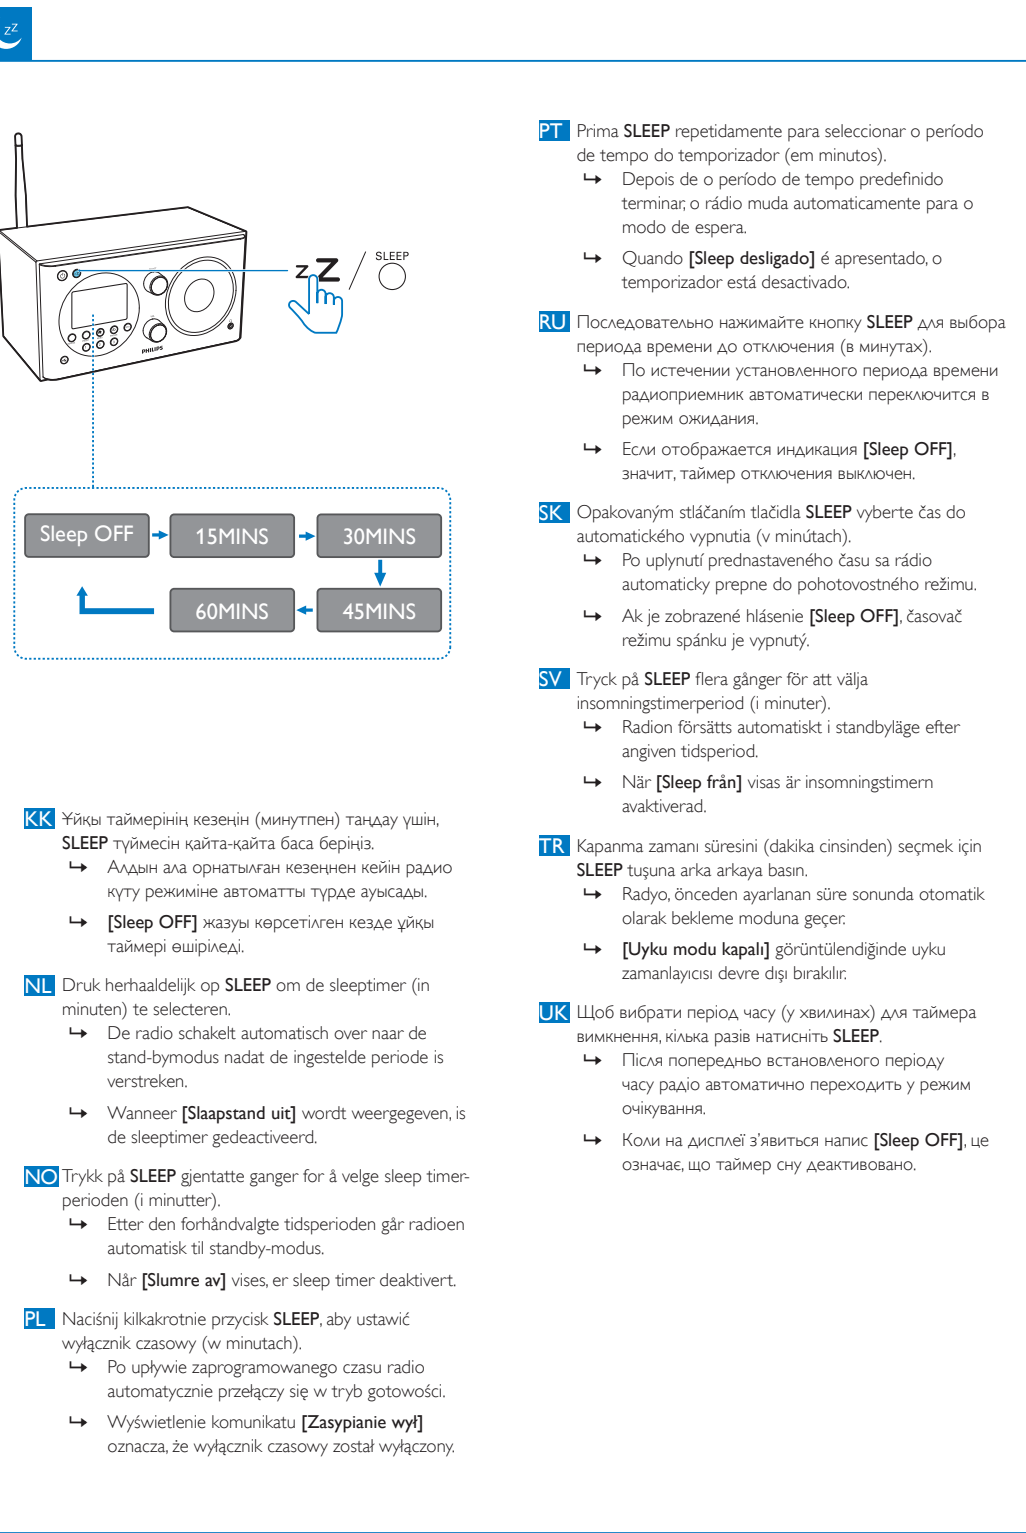 zz
SLEEP
z Z
PHILIPS
Sleep OFF
15MINS
30MINS
60MINS
45MINS
KK Ұйқы таймерінің кезеңін (минутпен) таңдау үшін,
SLEEP түймесін қайта-қайта баса беріңіз.
↳ Алдын ала орнатылған кезеңнен кейін радио
күту режиміне автоматты түрде ауысады.
↳ [Sleep OFF] жазуы көрсетілген кезде ұйқы
таймері өшіріледі.
NL Druk herhaaldelijk op SLEEP om de sleeptimer (in
minuten) te selecteren.
↳ De radio schakelt automatisch over naar de
stand-bymodus nadat de ingestelde periode is
verstreken.
↳ Wanneer [Slaapstand uit] wordt weergegeven, is
de sleeptimer gedeactiveerd.
NO Trykk på SLEEP gjentatte ganger for å velge sleep timer-
perioden (i minutter).
↳ Etter den forhåndvalgte tidsperioden går radioen
automatisk til standby-modus.
↳ Når [Slumre av] vises, er sleep timer deaktivert.
PL Naciśnij kilkakrotnie przycisk SLEEP, aby ustawić
wyłącznik czasowy (w minutach).
↳ Po upływie zaprogramowanego czasu radio
automatycznie przełączy się w tryb gotowości.
↳ Wyświetlenie komunikatu [Zasypianie wył]
oznacza, że wyłącznik czasowy został wyłączony.
PT Prima SLEEP repetidamente para seleccionar o período
de tempo do temporizador (em minutos).
↳ Depois de o período de tempo predefinido
terminar, o rádio muda automaticamente para o
modo de espera.
↳ Quando [Sleep desligado] é apresentado, o
temporizador está desactivado.
RU Последовательно нажимайте кнопку SLEEP для выбора
периода времени до отключения (в минутах).
↳ По истечении установленного периода времени
радиоприемник автоматически переключится в
режим ожидания.
↳ Если отображается индикация [Sleep OFF],
значит, таймер отключения выключен.
SK Opakovaným stláčaním tlačidla SLEEP vyberte čas do
automatického vypnutia (v minútach).
↳ Po uplynutí prednastaveného času sa rádio
automaticky prepne do pohotovostného režimu.
↳ Ak je zobrazené hlásenie [Sleep OFF], časovač
režimu spánku je vypnutý.
SV Tryck på SLEEP flera gånger för att välja
insomningstimerperiod (i minuter).
↳ Radion försätts automatiskt i standbyläge efter
angiven tidsperiod.
↳ När [Sleep från] visas är insomningstimern
avaktiverad.
TR Kapanma zamanı süresini (dakika cinsinden) seçmek için
SLEEP tuşuna arka arkaya basın.
↳ Radyo, önceden ayarlanan süre sonunda otomatik
olarak bekleme moduna geçer.
↳ [Uyku modu kapalı] görüntülendiğinde uyku
zamanlayıcısı devre dışı bırakılır.
UK Щоб вибрати період часу (у хвилинах) для таймера
вимкнення, кілька разів натисніть SLEEP.
↳ Після попередньо встановленого періоду
часу радіо автоматично переходить у режим
очікування.
↳ Коли на дисплеї з'явиться напис [Sleep OFF], це
означає, що таймер сну деактивовано.